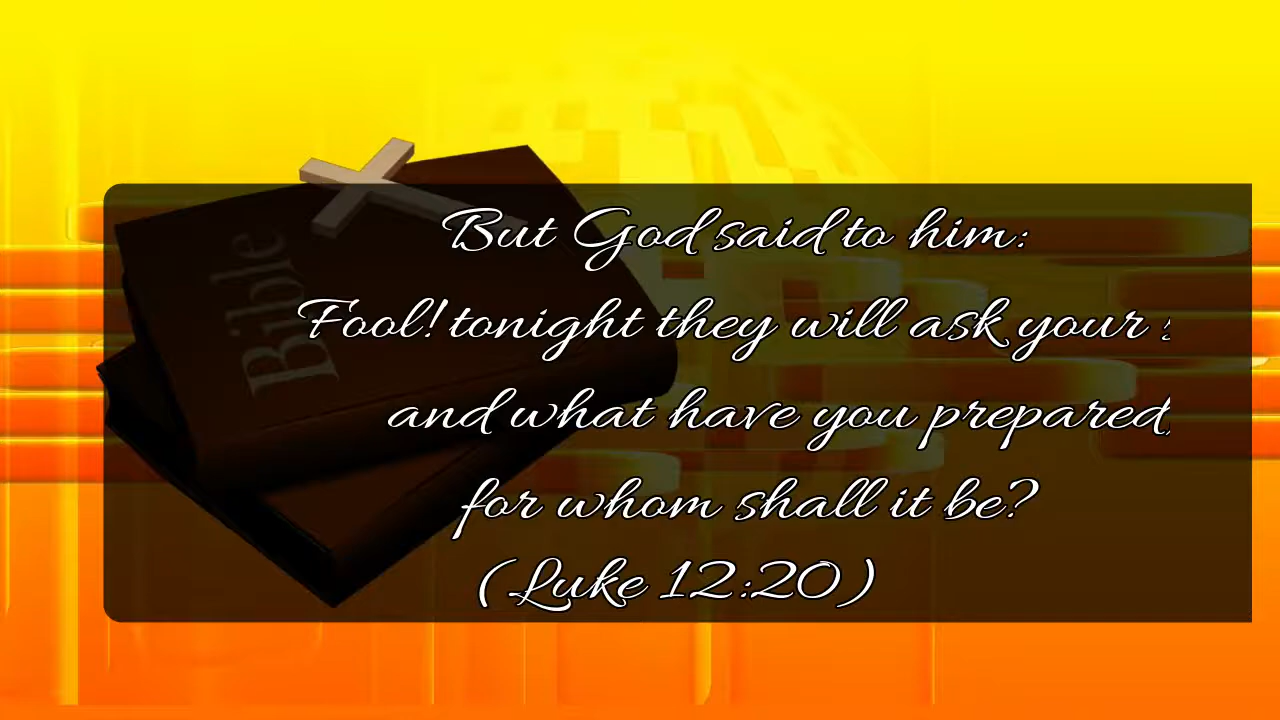 Bible
But God said to him:
Fool! tonight they will ask your
and what have you prepared,
for whom shall it be?
(Luke 12:20)